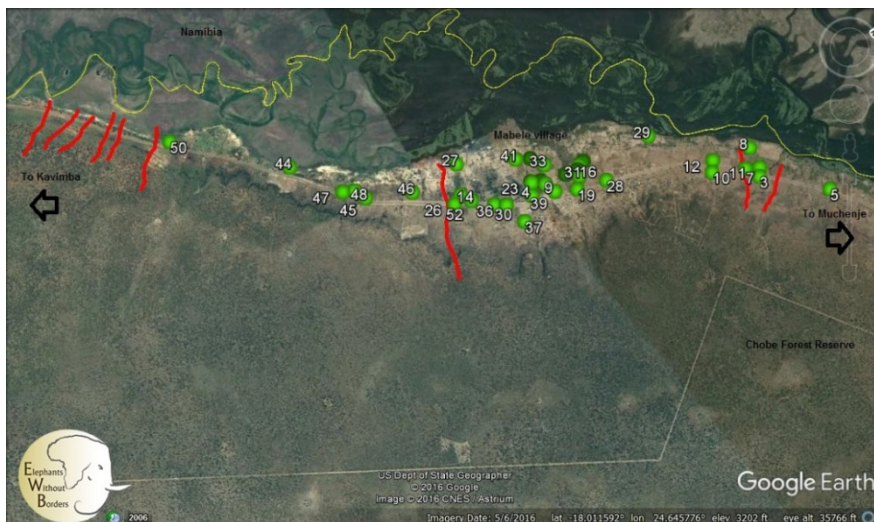 Namibia
Mabele village
29
8
50
41
33
12
27
44
31
16
10
11
7
3
To Kavimba
47
48
46
23
4
9
19
28
5
45
26
52
14
36
30
39
To Muchenje
37
Chobe Forest Reserve
Elephants
Without
Borders
US Dept of State Geographer
© 2016 Google
Image © 2016 CNES / Astrium
Google Earth
2006
Imagery Date: 5/6/2016 lat -18.011592° lon 24.645776° elev 3202 ft eye alt 35766 ft